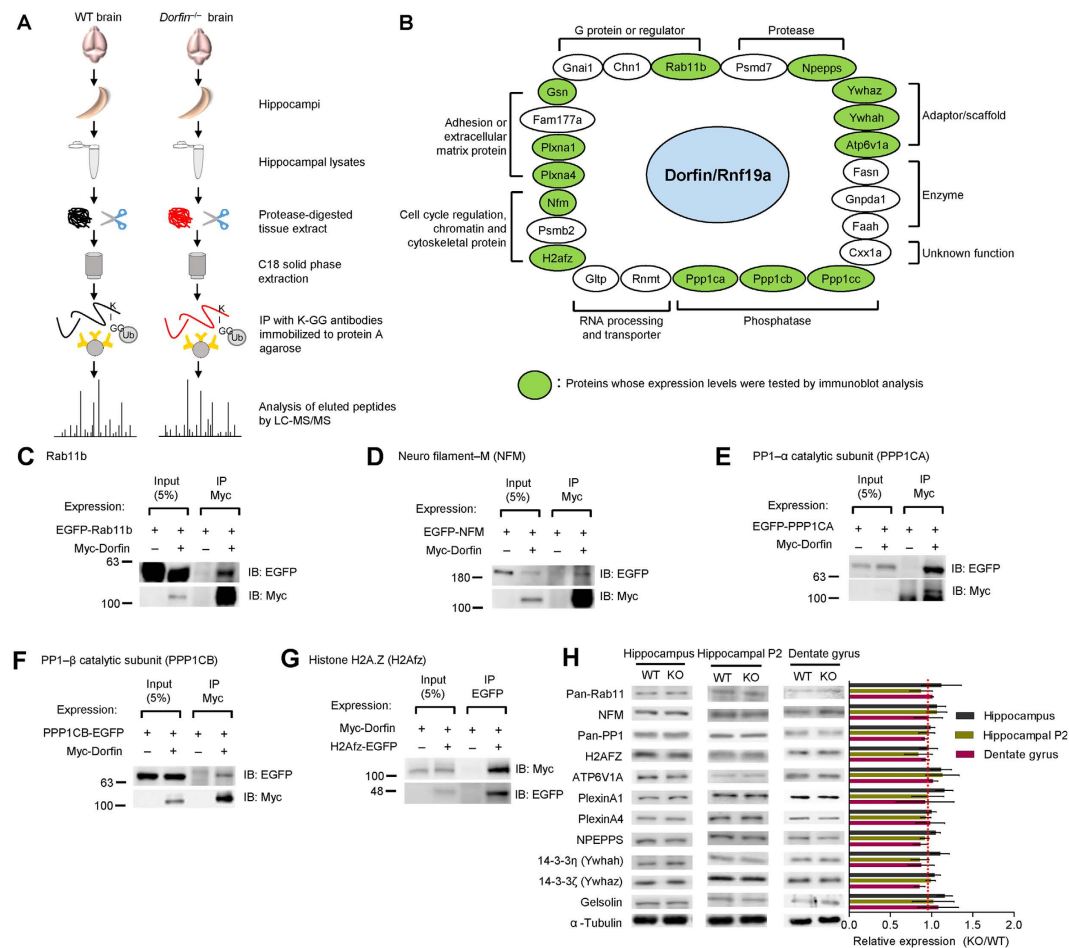 A
WT brain
Dorfin-/- brain
Hippocampi
Hippocampal lysates
Protease-digested
tissue extract
C18 solid phase
extraction
K
GG
Ub
K
GG
Ub
IP with K-GG antibodies
immobilized to protein A
agarose
Analysis of eluted peptides
by LC-MS/MS
B
G protein or regulator
Protease
Gnai1
Chn1
Rab11b
Psmd7
Npepps
Adhesion or
extracellular
matrix protein
Gsn
Fam177a
Plxna1
Plxna4
Cell cycle regulation,
chromatin and
cytoskeletal protein
Nfm
Psmb2
H2afz
Dorfin/Rnf19a
Ywhaz
Ywhah
Atp6v1a
Adaptor/scaffold
Fasn
Gnpda1
Faah
Enzyme
Cxx1a
Unknown function
Gltp
Rnmt
Ppp1ca
Ppp1cb
Ppp1cc
RNA processing
and transporter
Phosphatase
: Proteins whose expression levels were tested by immunoblot analysis
C
Rab11b
Input
(5%)
IP
Myc
Expression:
EGFP-Rab11b + + + +
Myc-Dorfin – + – +
63
IB: EGFP
100
IB: Myc
D
Neuro filament–M (NFM)
Input
(5%)
IP
Myc
Expression:
EGFP-NFM + + + +
Myc-Dorfin – + – +
180
IB: EGFP
100
IB: Myc
E
PP1–α catalytic subunit (PPP1CA)
Input
(5%)
IP
Myc
Expression:
EGFP-PPP1CA + + + +
Myc-Dorfin – + – +
63
IB: EGFP
100
IB: Myc
F
PP1–β catalytic subunit (PPP1CB)
Input
(5%)
IP
Myc
Expression:
PPP1CB-EGFP + + + +
Myc-Dorfin – + – +
63
IB: EGFP
100
IB: Myc
G
Histone H2A.Z (H2Afz)
Input
(5%)
IP
EGFP
Expression:
Myc-Dorfin + + + +
H2Afz-EGFP – + – +
100
IB: Myc
48
IB: EGFP
H
Hippocampus Hippocampal P2 Dentate gyrus
WT KO WT KO WT KO
Pan-Rab11
NFM
Pan-PP1
H2AFZ
ATP6V1A
PlexinA1
PlexinA4
NPEPPS
14-3-3η (Ywhah)
14-3-3ζ (Ywhaz)
Gelsolin
α-Tubulin
Hippocampus
Hippocampal P2
Dentate gyrus
0.0 0.5 1.0 1.5 2.0
Relative expression (KO/WT)